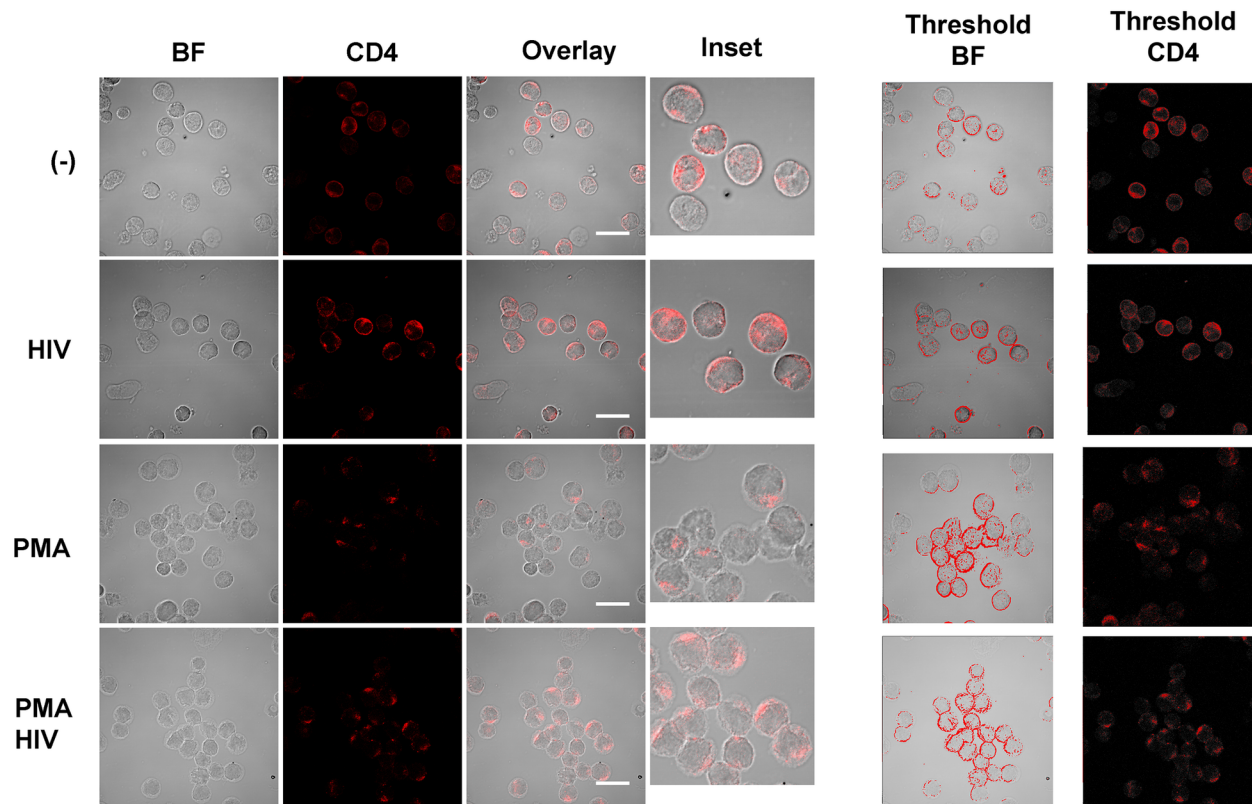 BF
CD4
Overlay
Inset
Threshold
BF
Threshold
CD4
(-)
HIV
PMA
PMA
HIV